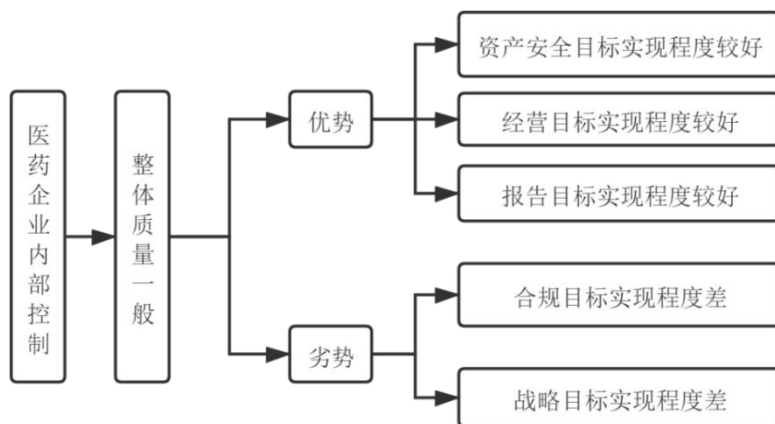 医药企业内部控制
整体质量一般
优势
资产安全目标实现程度较好
经营目标实现程度较好
报告目标实现程度较好
劣势
合规目标实现程度差
战略目标实现程度差